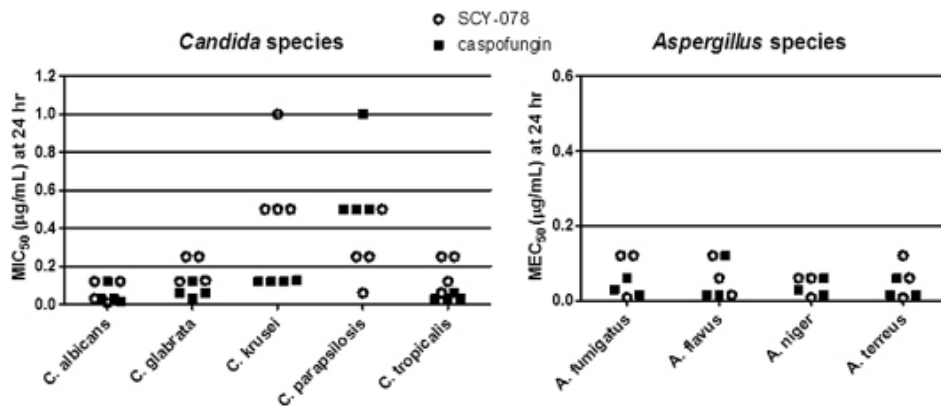 SCY-078
caspofungin
Candida species
MIC50 (µg/mL) at 24 hr
1.2
1.0
0.8
0.6
0.4
0.2
0.0
C. albicans
C. glabrata
C. krusei
C. parapsilosis
C. tropicalis
Aspergillus species
MEC50 (µg/mL) at 24 hr
0.6
0.4
0.2
0.0
A. fumigatus
A. flavus
A. niger
A. terreus